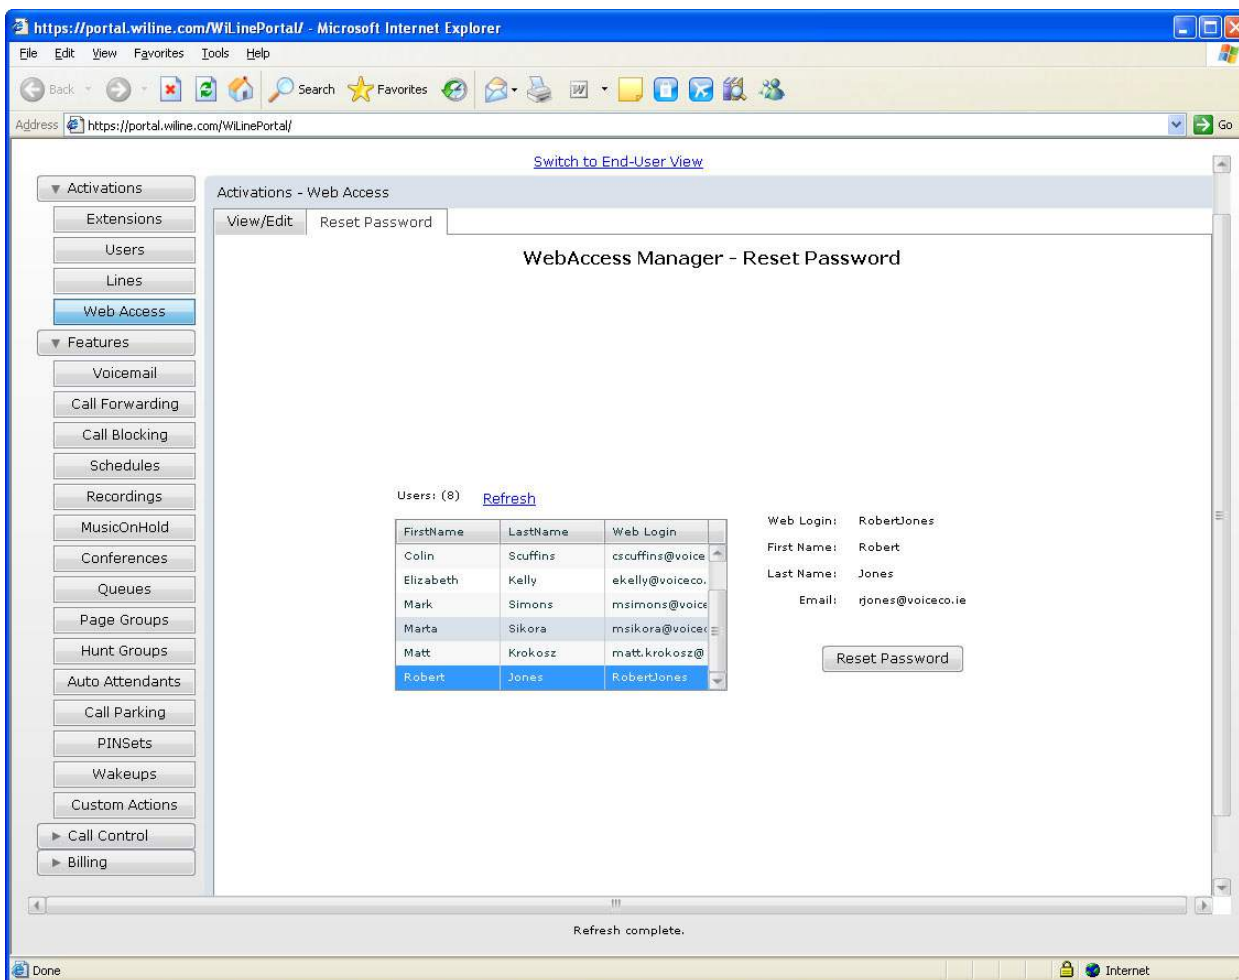 https://portal.wiline.com/WiLinePortal/ - Microsoft Internet Explorer
File Edit View Favorites Tools Help
Back Search Favorites
Address https://portal.wiline.com/WiLinePortal/ Go
Switch to End-User View
Activations
Extensions
Users
Lines
Web Access
Features
Voicemail
Call Forwarding
Call Blocking
Schedules
Recordings
MusicOnHold
Conferences
Queues
Page Groups
Hunt Groups
Auto Attendants
Call Parking
PINSets
Wakeups
Custom Actions
Call Control
Billing
Activations - Web Access
View/Edit Reset Password
WebAccess Manager - Reset Password
Users: (8) Refresh
FirstName LastName Web Login
Colin Scuffins cscuffins@voice
Elizabeth Kelly ekelly@voiceco.
Mark Simons msimons@voice
Marta Sikora msikora@voicec
Matt Krokosz matt.krokosz@
Robert Jones RobertJones
Web Login: RobertJones
First Name: Robert
Last Name: Jones
Email: rjones@voiceco.ie
Reset Password
Refresh complete.
Done Internet